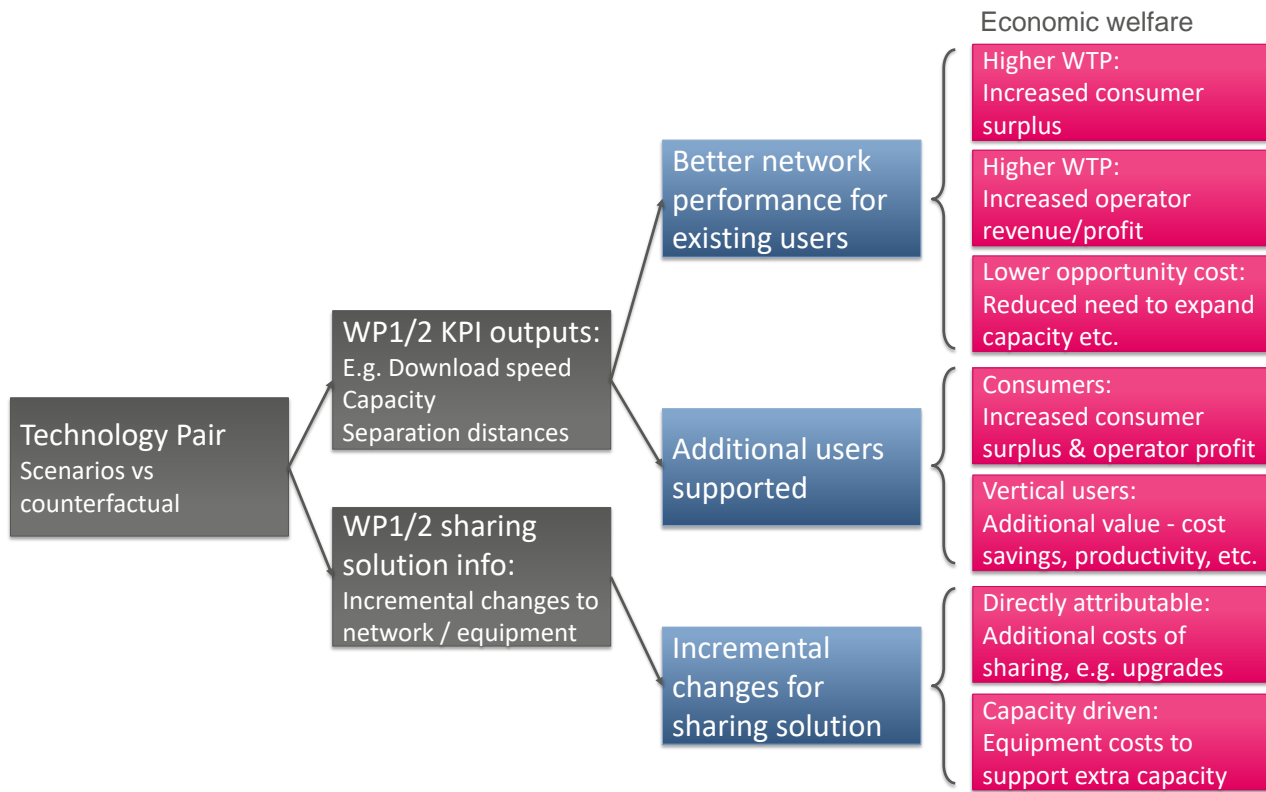 Economic welfare
Technology Pair
Scenarios vs
counterfactual
WP1/2 KPI outputs:
E.g. Download speed
Capacity
Separation distances
WP1/2 sharing
solution info:
Incremental changes to
network / equipment
Better network
performance for
existing users
Additional users
supported
Incremental
changes for
sharing solution
Higher WTP:
Increased consumer
surplus
Higher WTP:
Increased operator
revenue/profit
Lower opportunity cost:
Reduced need to expand
capacity etc.
Consumers:
Increased consumer
surplus & operator profit
Vertical users:
Additional value - cost
savings, productivity, etc.
Directly attributable:
Additional costs of
sharing, e.g. upgrades
Capacity driven:
Equipment costs to
support extra capacity